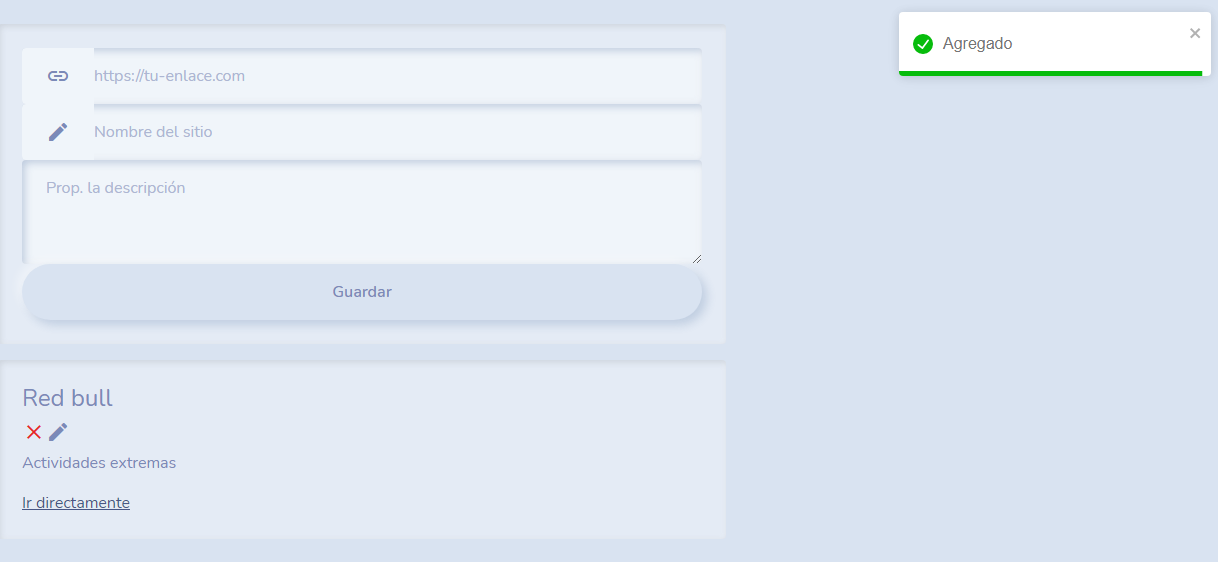 Agregado
https://tu-enlace.com
Nombre del sitio
Prop. la descripción
Guardar
Red bull
Actividades extremas
Ir directamente